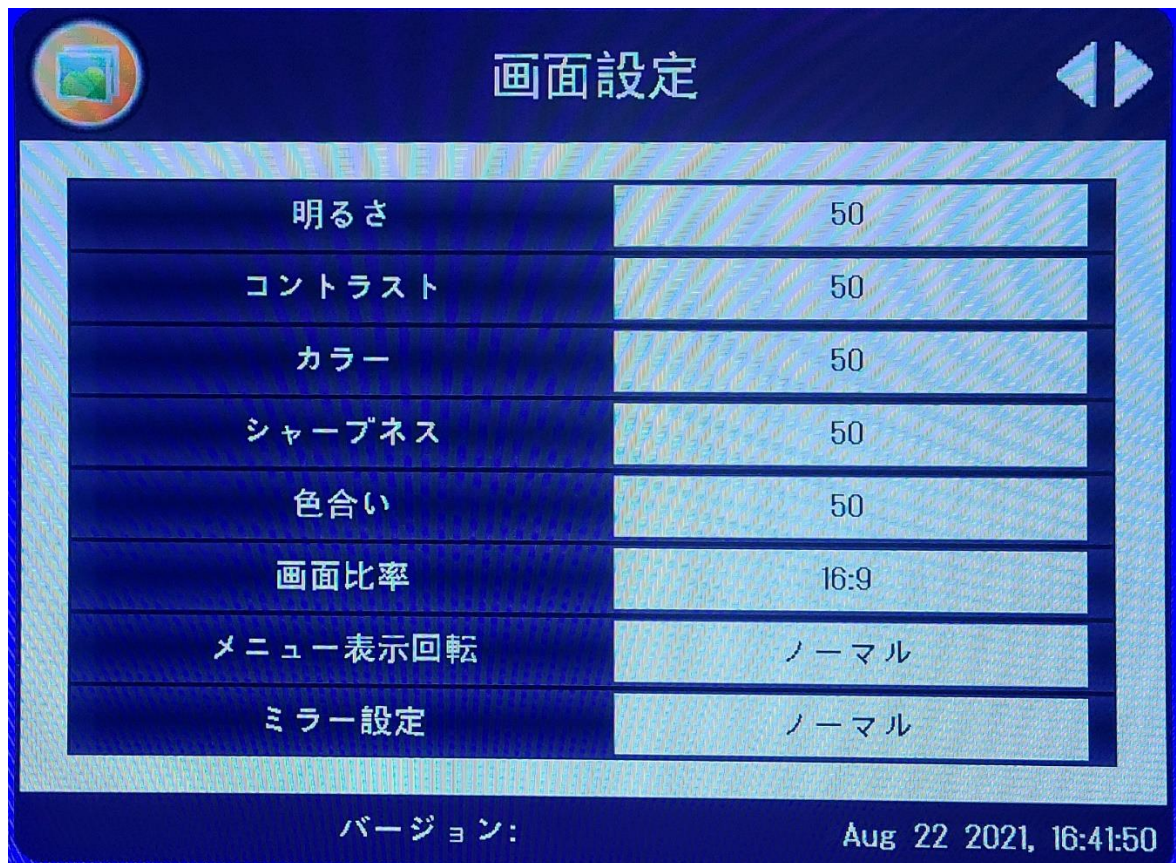 画面設定
明るさ 50
コントラスト 50
カラー 50
シャープネス 50
色合い 50
画面比率 16:9
メニュー表示回転 ノーマル
ミラー設定 ノーマル
バージョン: Aug 22 2021, 16:41:50